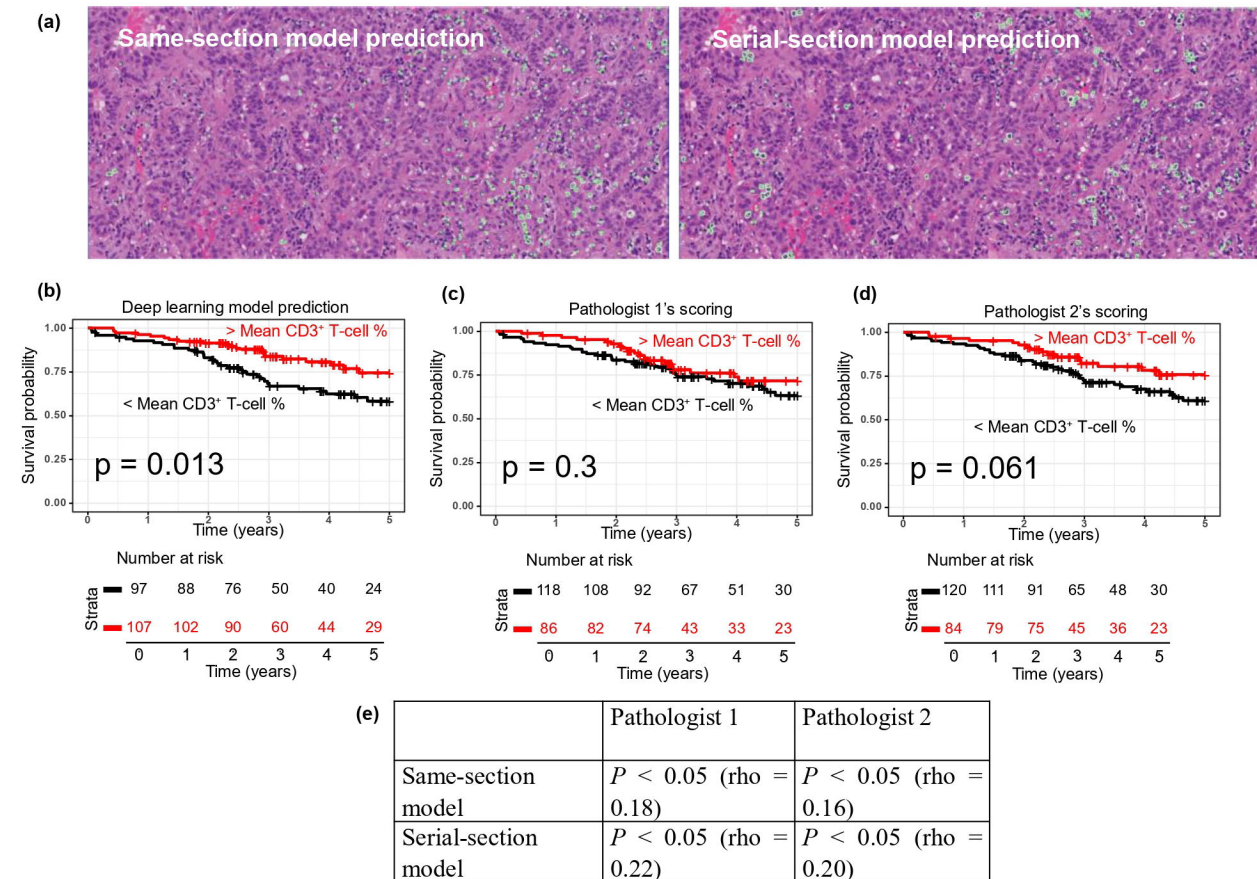 (a)
Same-section model prediction
Serial-section model prediction
(b)
Deep learning model prediction
Survival probability
1.00
0.75
0.50
0.25
0.00
> Mean CD3⁺ T-cell %
< Mean CD3⁺ T-cell %
p = 0.013
0 1 2 3 4 5
Time (years)
Number at risk
Strata
97 88 76 50 40 24
107 102 90 60 44 29
0 1 2 3 4 5
Time (years)
(c)
Pathologist 1's scoring
Survival probability
1.00
0.75
0.50
0.25
0.00
> Mean CD3⁺ T-cell %
< Mean CD3⁺ T-cell %
p = 0.3
0 1 2 3 4 5
Time (years)
Number at risk
Strata
118 108 92 67 51 30
86 82 74 43 33 23
0 1 2 3 4 5
Time (years)
(d)
Pathologist 2's scoring
Survival probability
1.00
0.75
0.50
0.25
0.00
> Mean CD3⁺ T-cell %
< Mean CD3⁺ T-cell %
p = 0.061
0 1 2 3 4 5
Time (years)
Number at risk
Strata
120 111 91 65 48 30
84 79 75 45 36 23
0 1 2 3 4 5
Time (years)
(e)
Pathologist 1 Pathologist 2
Same-section P < 0.05 (rho = P < 0.05 (rho =
model 0.18) 0.16)
Serial-section P < 0.05 (rho = P < 0.05 (rho =
model 0.22) 0.20)